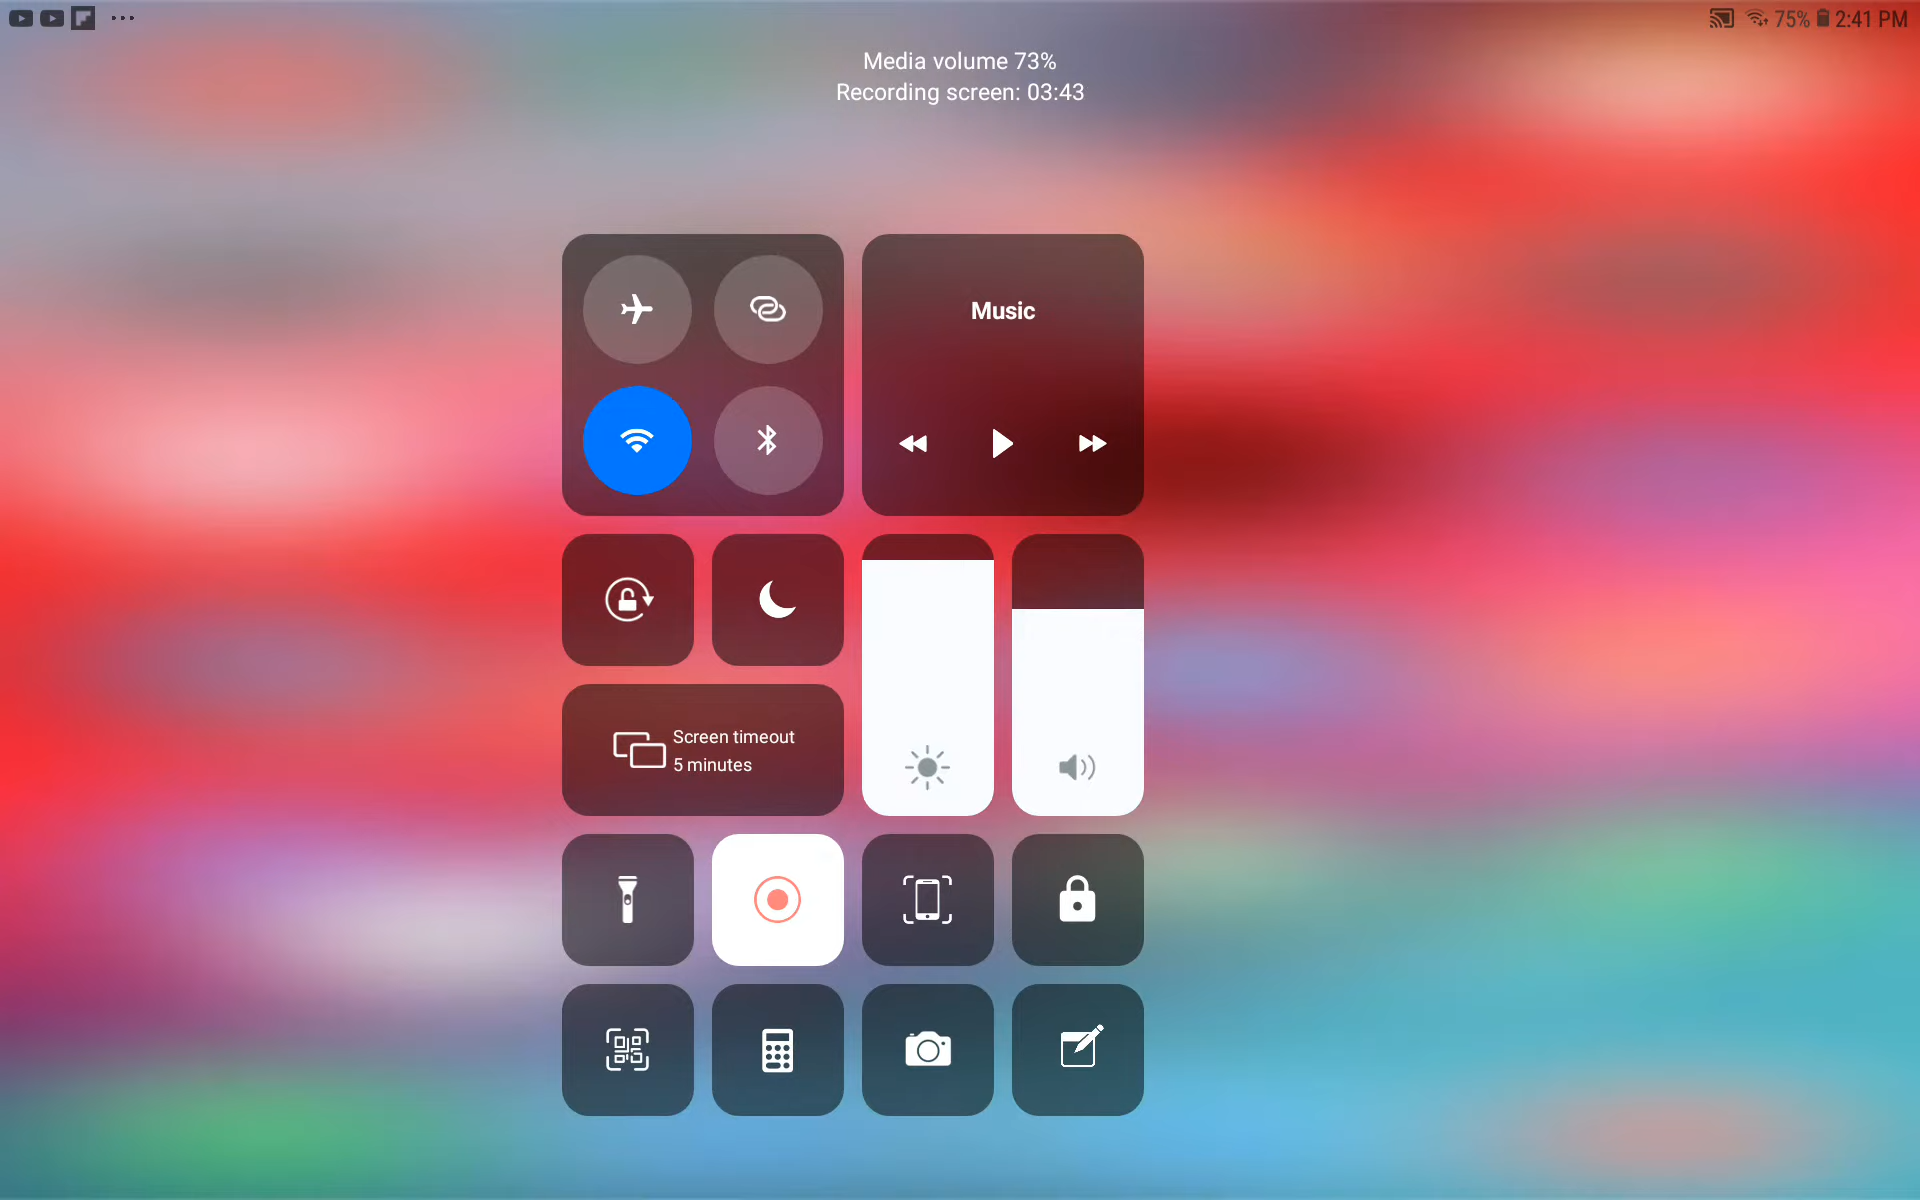 75% 2:41 PM
Media volume 73%
Recording screen: 03:43
Music
Screen timeout
5 minutes